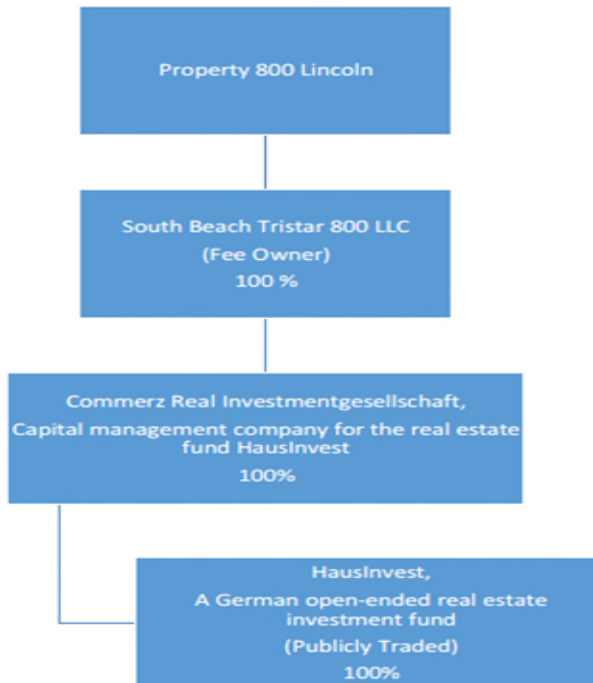 Property 800 Lincoln
South Beach Tristar 800 LLC
(Fee Owner)
100 %
Commerz Real Investmentgesellschaft,
Capital management company for the real estate
fund HausInvest
100%
HausInvest,
A German open-ended real estate
investment fund
(Publicly Traded)
100%